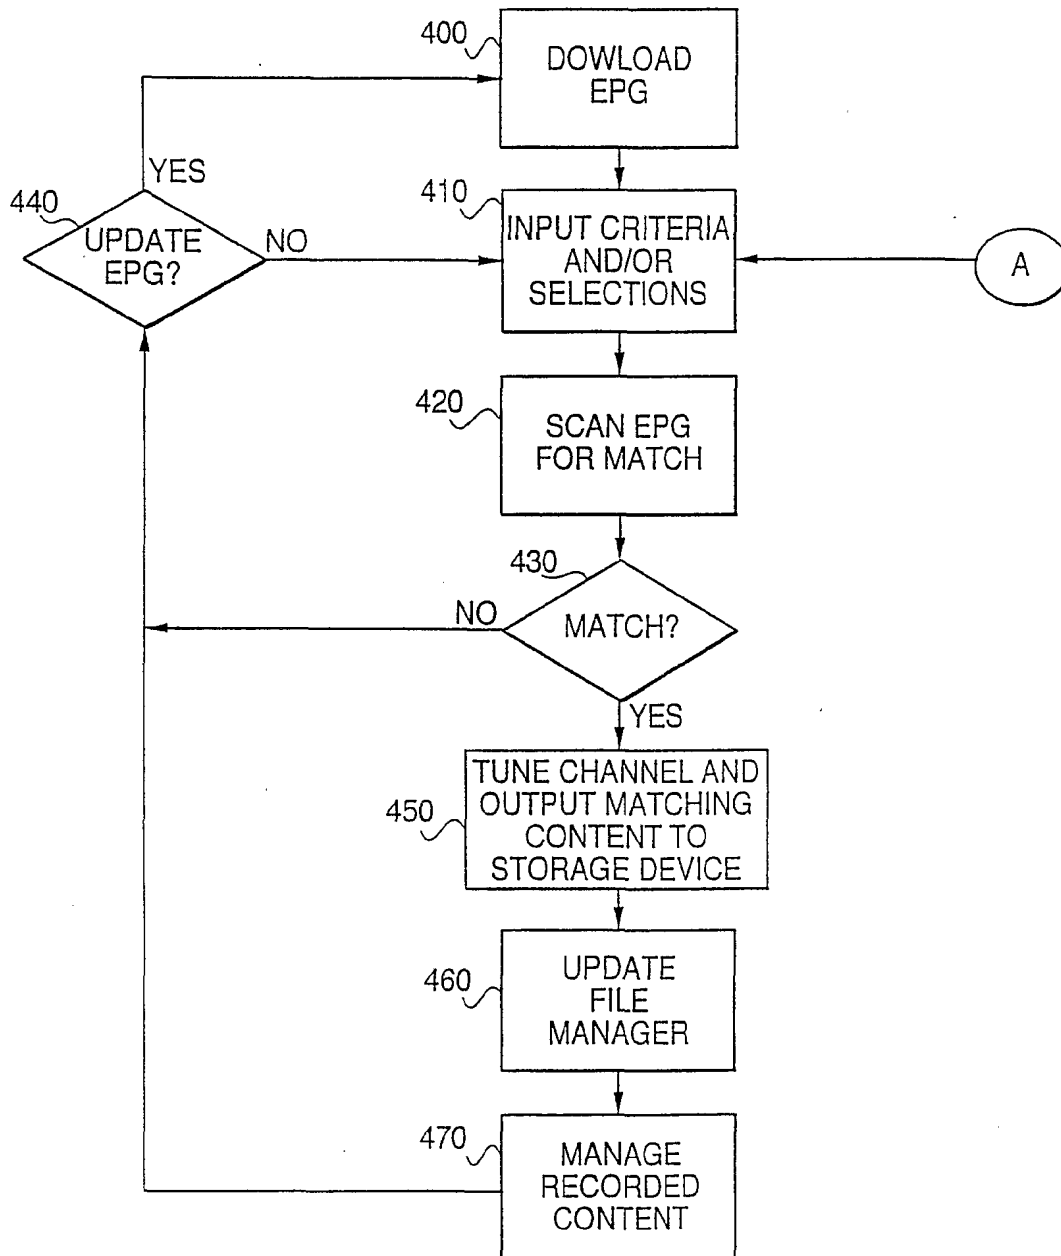 400
DOWLOAD
EPG
YES
440
UPDATE
EPG?
NO
410
INPUT CRITERIA
AND/OR
SELECTIONS
A
420
SCAN EPG
FOR MATCH
430
NO
MATCH?
YES
450
TUNE CHANNEL AND
OUTPUT MATCHING
CONTENT TO
STORAGE DEVICE
460
UPDATE
FILE
MANAGER
470
MANAGE
RECORDED
CONTENT